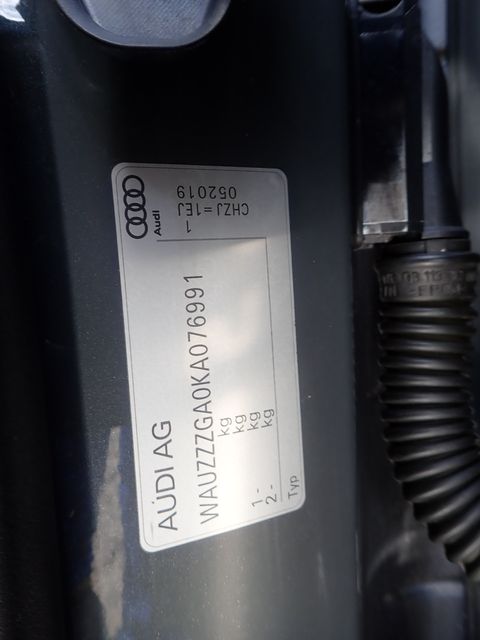 AUDI AG
Audi
WAUZZZGA0KA076991
1
kg
CHZJ=1EJ
kg
052019
1-
kg
2-
kg
Typ